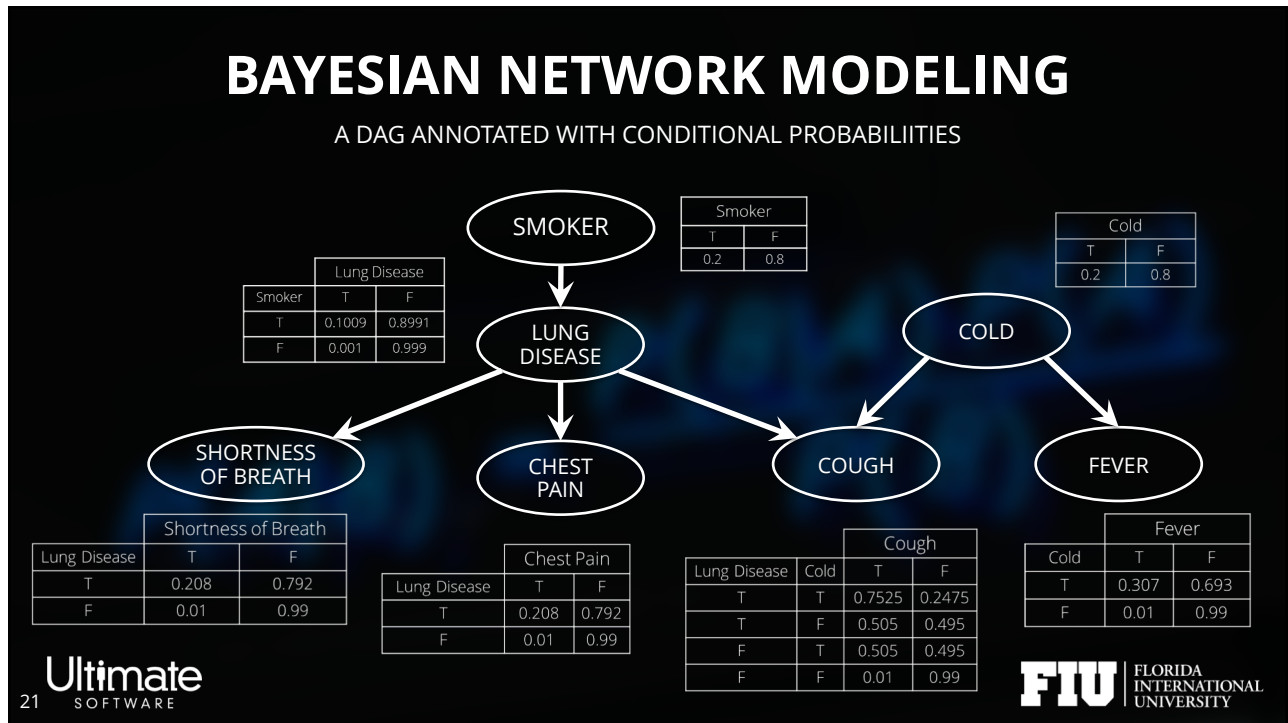 BAYESIAN NETWORK MODELING
A DAG ANNOTATED WITH CONDITIONAL PROBABILIITIES
SMOKER
Smoker
T F
0.2 0.8
Cold
T F
0.2 0.8
Lung Disease
Smoker T F
T 0.1009 0.8991
F 0.001 0.999
LUNG
DISEASE
COLD
SHORTNESS
OF BREATH
CHEST
PAIN
COUGH
FEVER
Shortness of Breath
Lung Disease T F
T 0.208 0.792
F 0.01 0.99
Chest Pain
Lung Disease T F
T 0.208 0.792
F 0.01 0.99
Cough
Lung Disease Cold T F
T T 0.7525 0.2475
T F 0.505 0.495
F T 0.505 0.495
F F 0.01 0.99
Fever
Cold T F
T 0.307 0.693
F 0.01 0.99
21
Ultimate
SOFTWARE
FIU
FLORIDA
INTERNATIONAL
UNIVERSITY